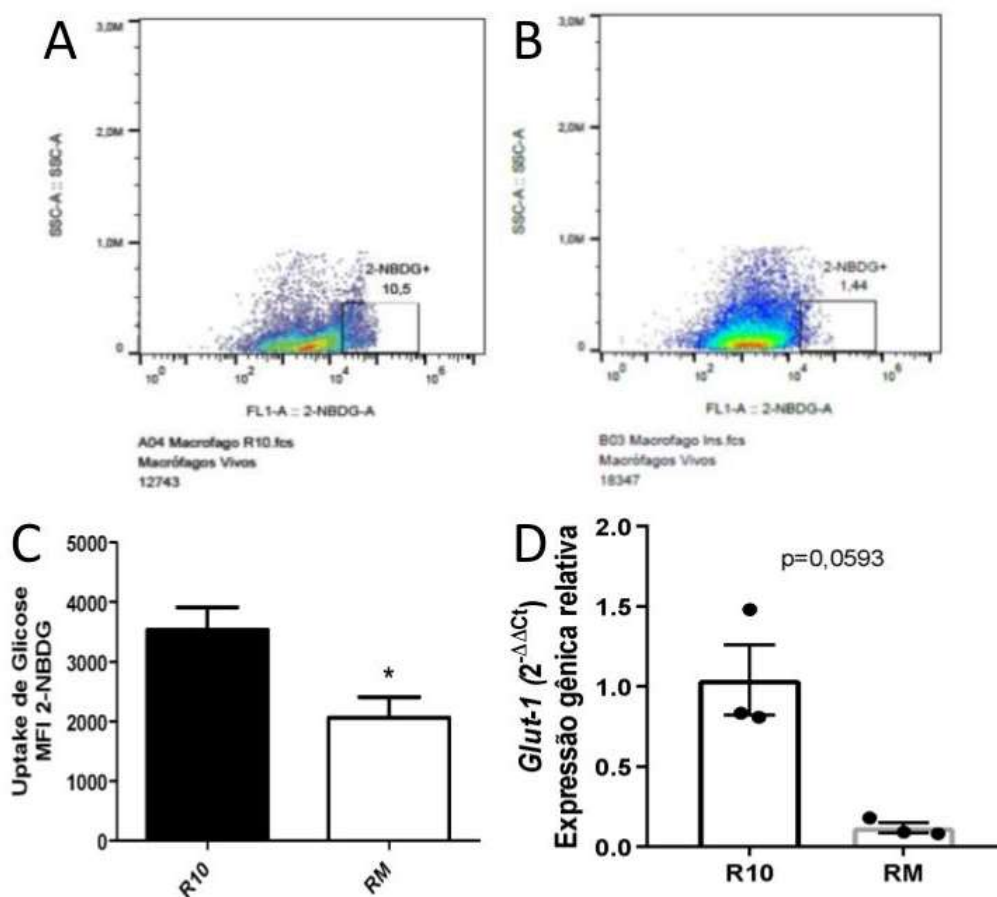 A
3,0M
2,0M
1,0M
0
SSC-A :: SSC-A
2-NBDG+
10,5
10^0 10^2 10^4 10^6
FL1-A :: 2-NBDG-A
A04 Macrofago R10.fcs
Macrófagos Vivos
12743
B
3,0M
2,0M
1,0M
0
SSC-A :: SSC-A
2-NBDG+
1,44
10^0 10^2 10^4 10^6
FL1-A :: 2-NBDG-A
B03 Macrofago Ins.fcs
Macrófagos Vivos
18347
C
Uptake de Glicose
MFI 2-NBDG
5000
4000
3000
2000
1000
0
*
R10 RM
D
Glut-1 (2^-ΔΔCt)
Expressão gênica relativa
2.0
1.5
1.0
0.5
0.0
p=0,0593
R10 RM